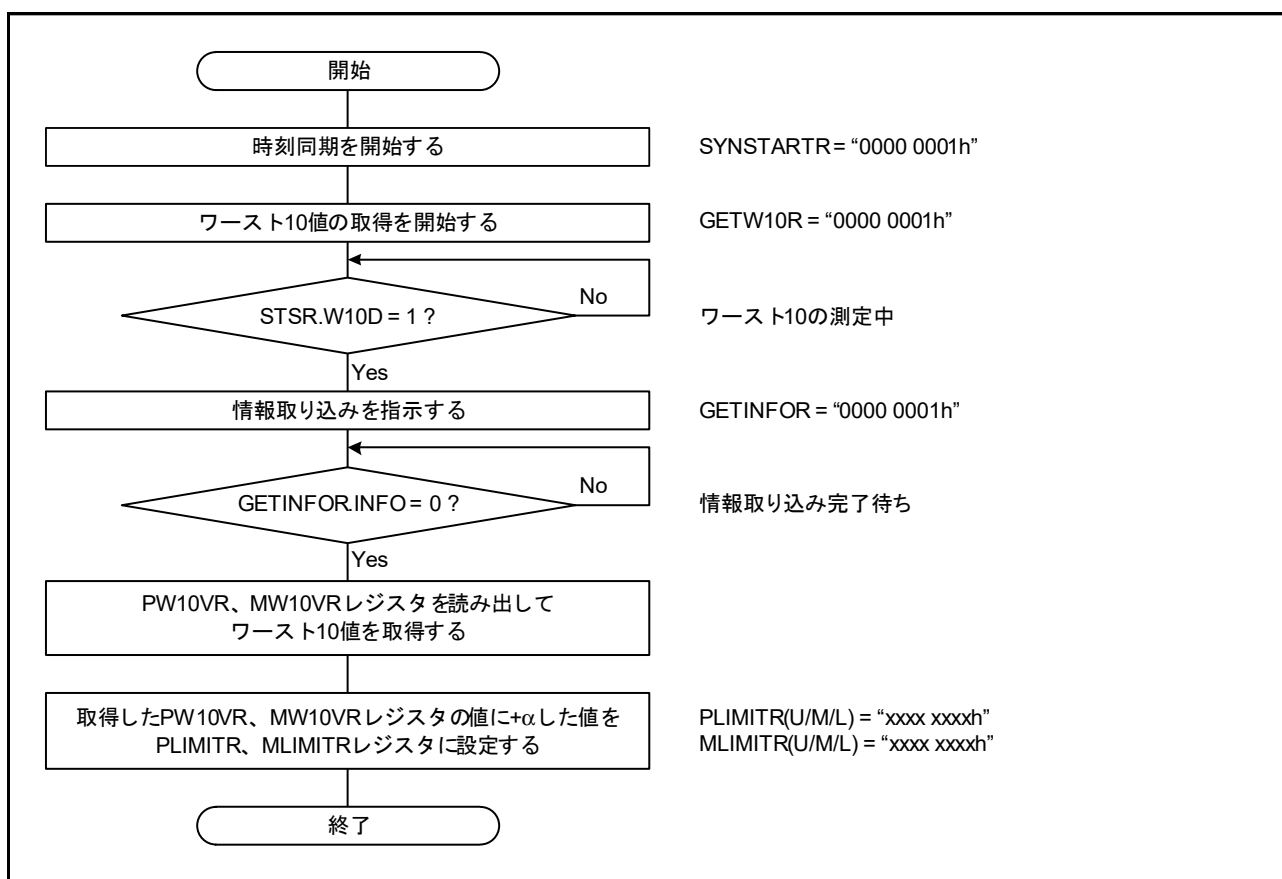 開始
時刻同期を開始する
SYNSTARTR = “0000 0001h”
ワースト10値の取得を開始する
GETW10R = “0000 0001h”
STSR.W10D = 1 ?
No
ワースト10の測定中
Yes
情報取り込みを指示する
GETINFOR = “0000 0001h”
GETINFOR.INFO = 0 ?
No
情報取り込み完了待ち
Yes
PW10VR、MW10VRレジスタを読み出して
ワースト10値を取得する
取得したPW10VR、MW10VRレジスタの値に+αした値を
PLIMITR、MLIMITRレジスタに設定する
PLIMITR(U/M/L) = “xxxx xxxxh”
MLIMITR(U/M/L) = “xxxx xxxxh”
終了